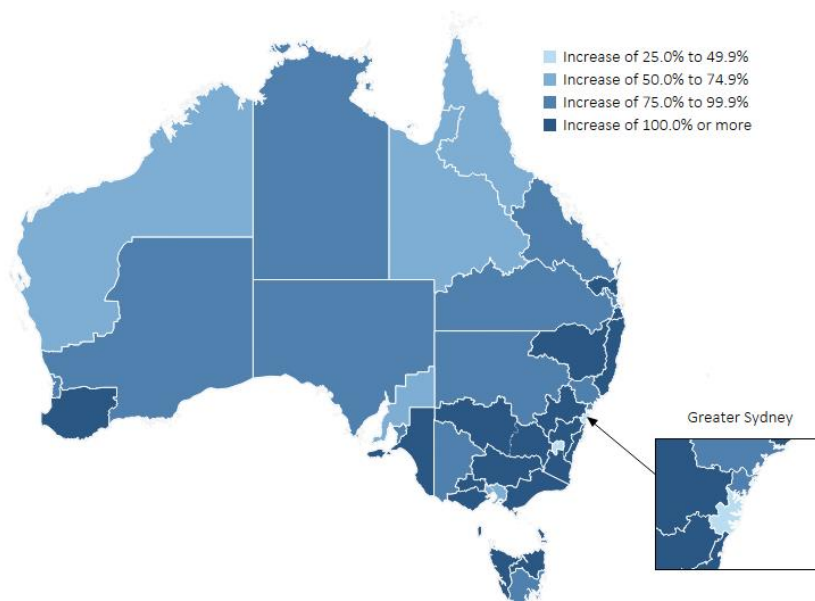 Increase of 25.0% to 49.9%
Increase of 50.0% to 74.9%
Increase of 75.0% to 99.9%
Increase of 100.0% or more
Greater Sydney